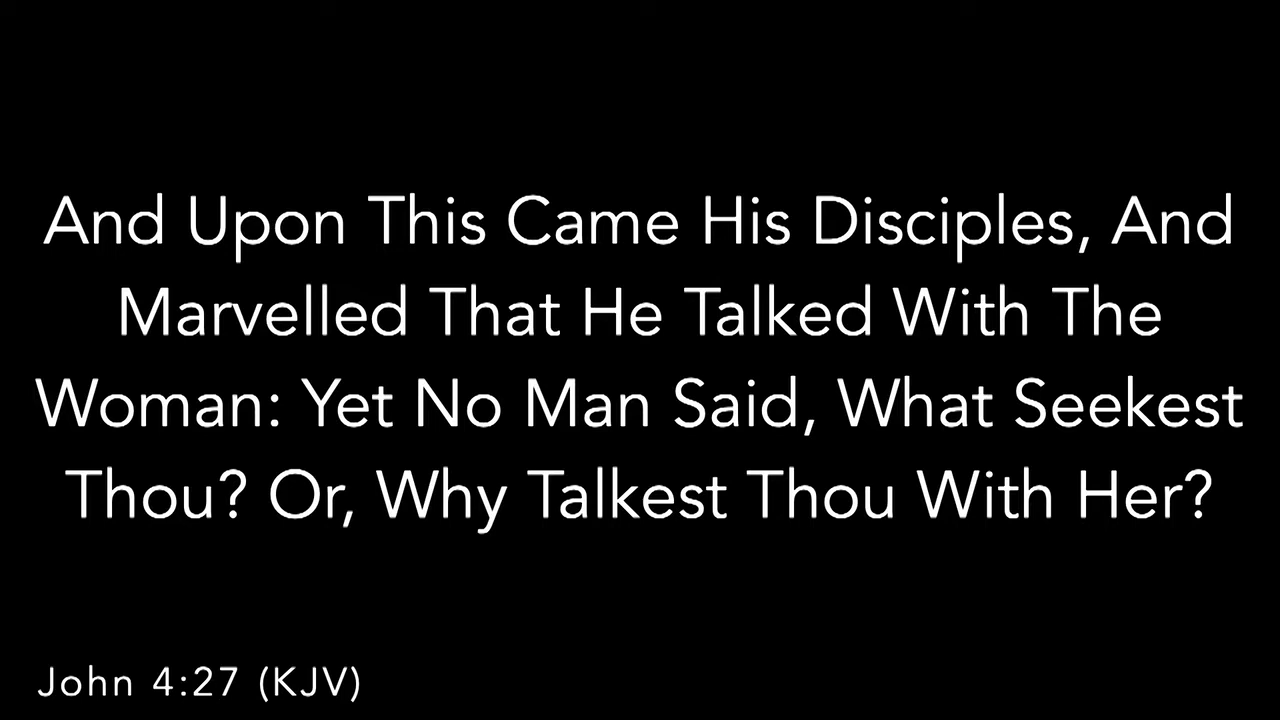 And Upon This Came His Disciples, And
Marvelled That He Talked With The
Woman: Yet No Man Said, What Seekest
Thou? Or, Why Talkest Thou With Her?
John 4:27 (KJV)